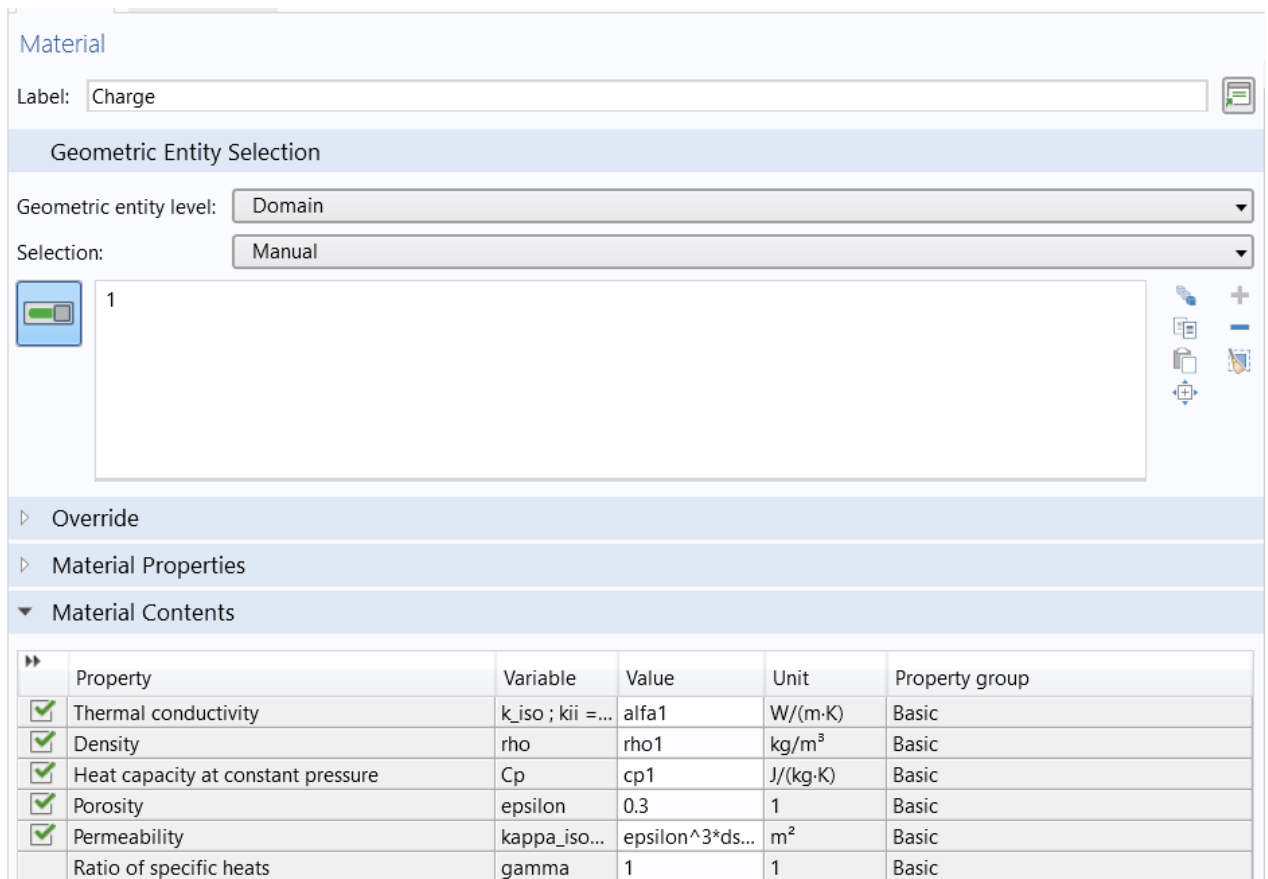 Material
Label: Charge
Geometric Entity Selection
Geometric entity level: Domain
Selection: Manual
1
Override
Material Properties
Material Contents
Property Variable Value Unit Property group
Thermal conductivity k_iso ; kii =... alfa1 W/(m·K) Basic
Density rho rho1 kg/m³ Basic
Heat capacity at constant pressure Cp cp1 J/(kg·K) Basic
Porosity epsilon 0.3 1 Basic
Permeability kappa_iso... epsilon^3*ds... m² Basic
Ratio of specific heats gamma 1 1 Basic